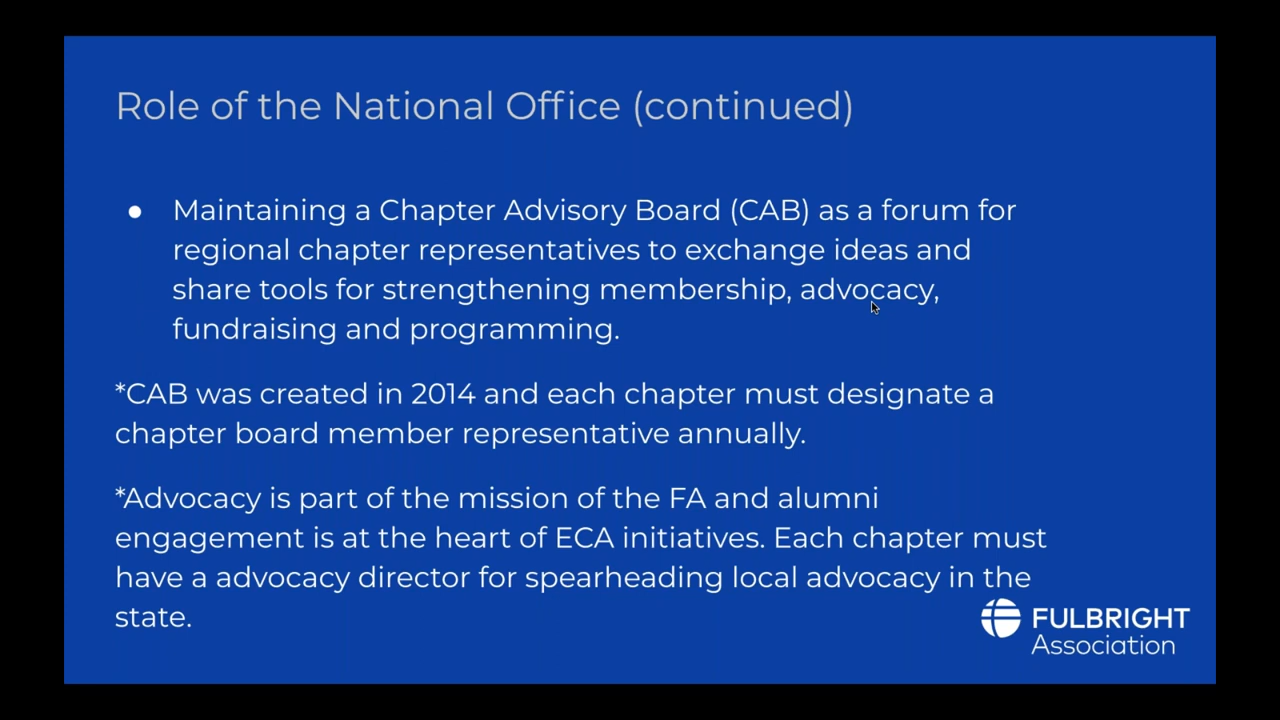 Role of the National Office (continued)
● Maintaining a Chapter Advisory Board (CAB) as a forum for
regional chapter representatives to exchange ideas and
share tools for strengthening membership, advocacy,
fundraising and programming.
*CAB was created in 2014 and each chapter must designate a
chapter board member representative annually.
*Advocacy is part of the mission of the FA and alumni
engagement is at the heart of ECA initiatives. Each chapter must
have a advocacy director for spearheading local advocacy in the
state.
FULBRIGHT
Association